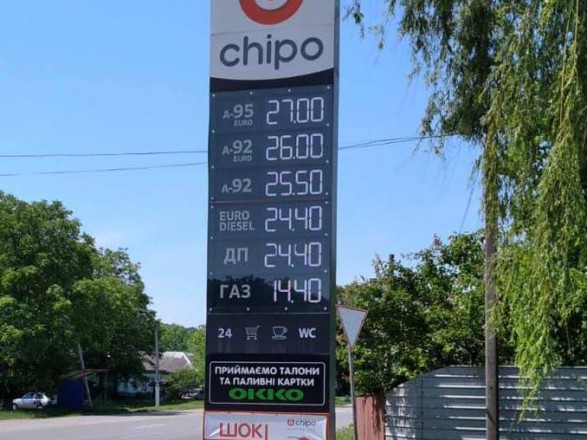 chipo
А-95 EURO 27.00
А-92 EURO 26.00
А-92 25.50
EURO DIESEL 24.40
ДП 24.40
ГАЗ 14.40
24 WC
ПРИЙМАЄМО ТАЛОНИ
ТА ПАЛИВНІ КАРТКИ
ОККО
chipo
ШОК